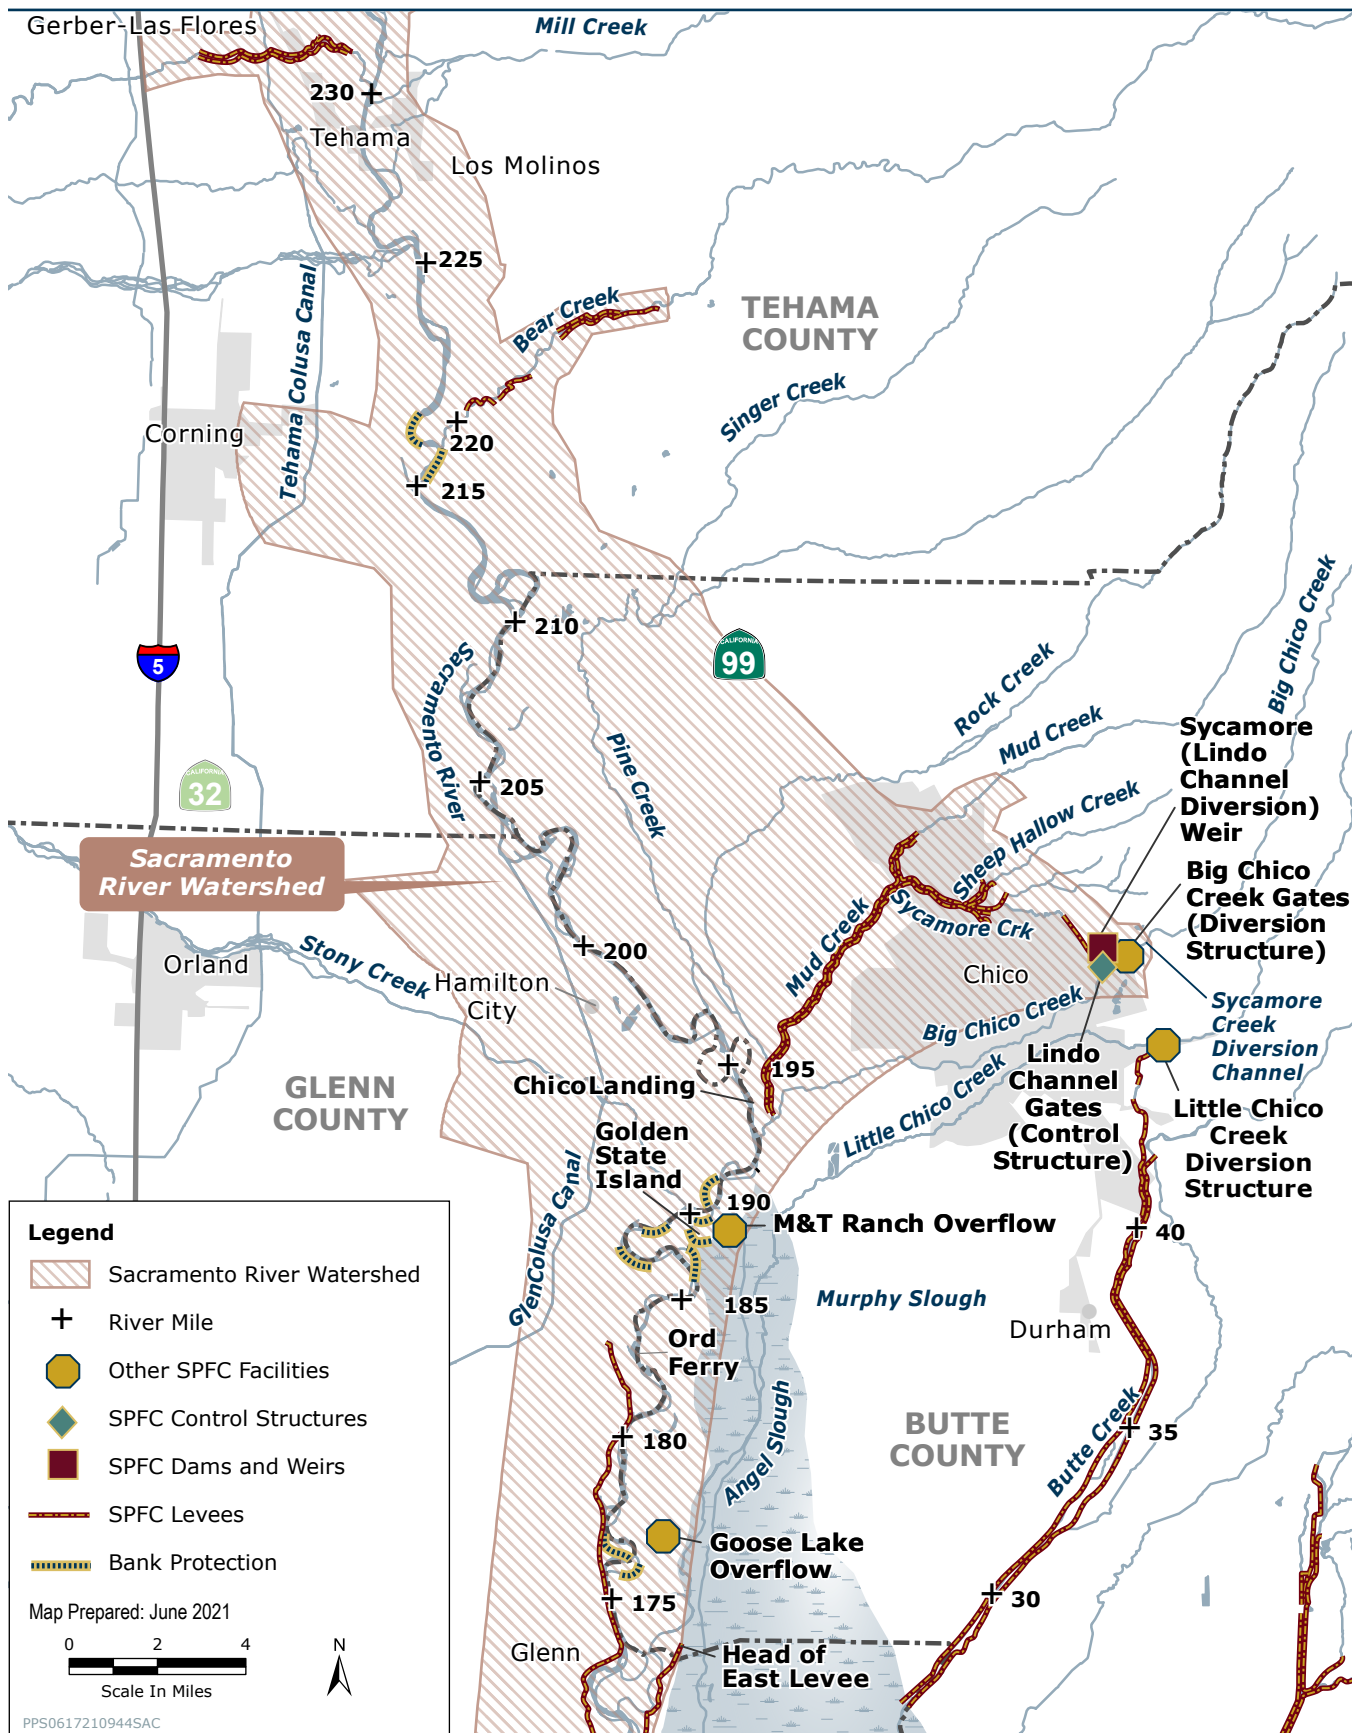 Gerber-Las Flores
Mill Creek
230
Tehama
Los Molinos
225
Tehama Colusa Canal
Bear Creek
TEHAMA
COUNTY
Singer Creek
Corning
220
215
210
CALIFORNIA
99
5
Sacramento River
Pine Creek
Rock Creek
Mud Creek
Big Chico Creek
Sycamore
(Lindo
Channel
Diversion)
Weir
CALIFORNIA
32
205
Sheep Hallow Creek
Sacramento
River Watershed
Big Chico
Creek Gates
(Diversion
Structure)
Sycamore Crk
Mud Creek
200
Stony Creek
Orland
Hamilton
City
Chico
Big Chico Creek
Sycamore
Creek
Diversion
Channel
195
Lindo
Channel
Gates
(Control
Structure)
GLENN
COUNTY
ChicoLanding
Little Chico Creek
Little Chico
Creek
Diversion
Structure
Golden
State
Island
GlenColusa Canal
190
M&T Ranch Overflow
40
185
Murphy Slough
Durham
Ord
Ferry
Angel Slough
BUTTE
COUNTY
Butte Creek
180
35
Goose Lake
Overflow
175
30
Glenn
Head of
East Levee
Legend
Sacramento River Watershed
River Mile
Other SPFC Facilities
SPFC Control Structures
SPFC Dams and Weirs
SPFC Levees
Bank Protection
Map Prepared: June 2021
0 2 4
Scale In Miles
N
PPS0617210944SAC